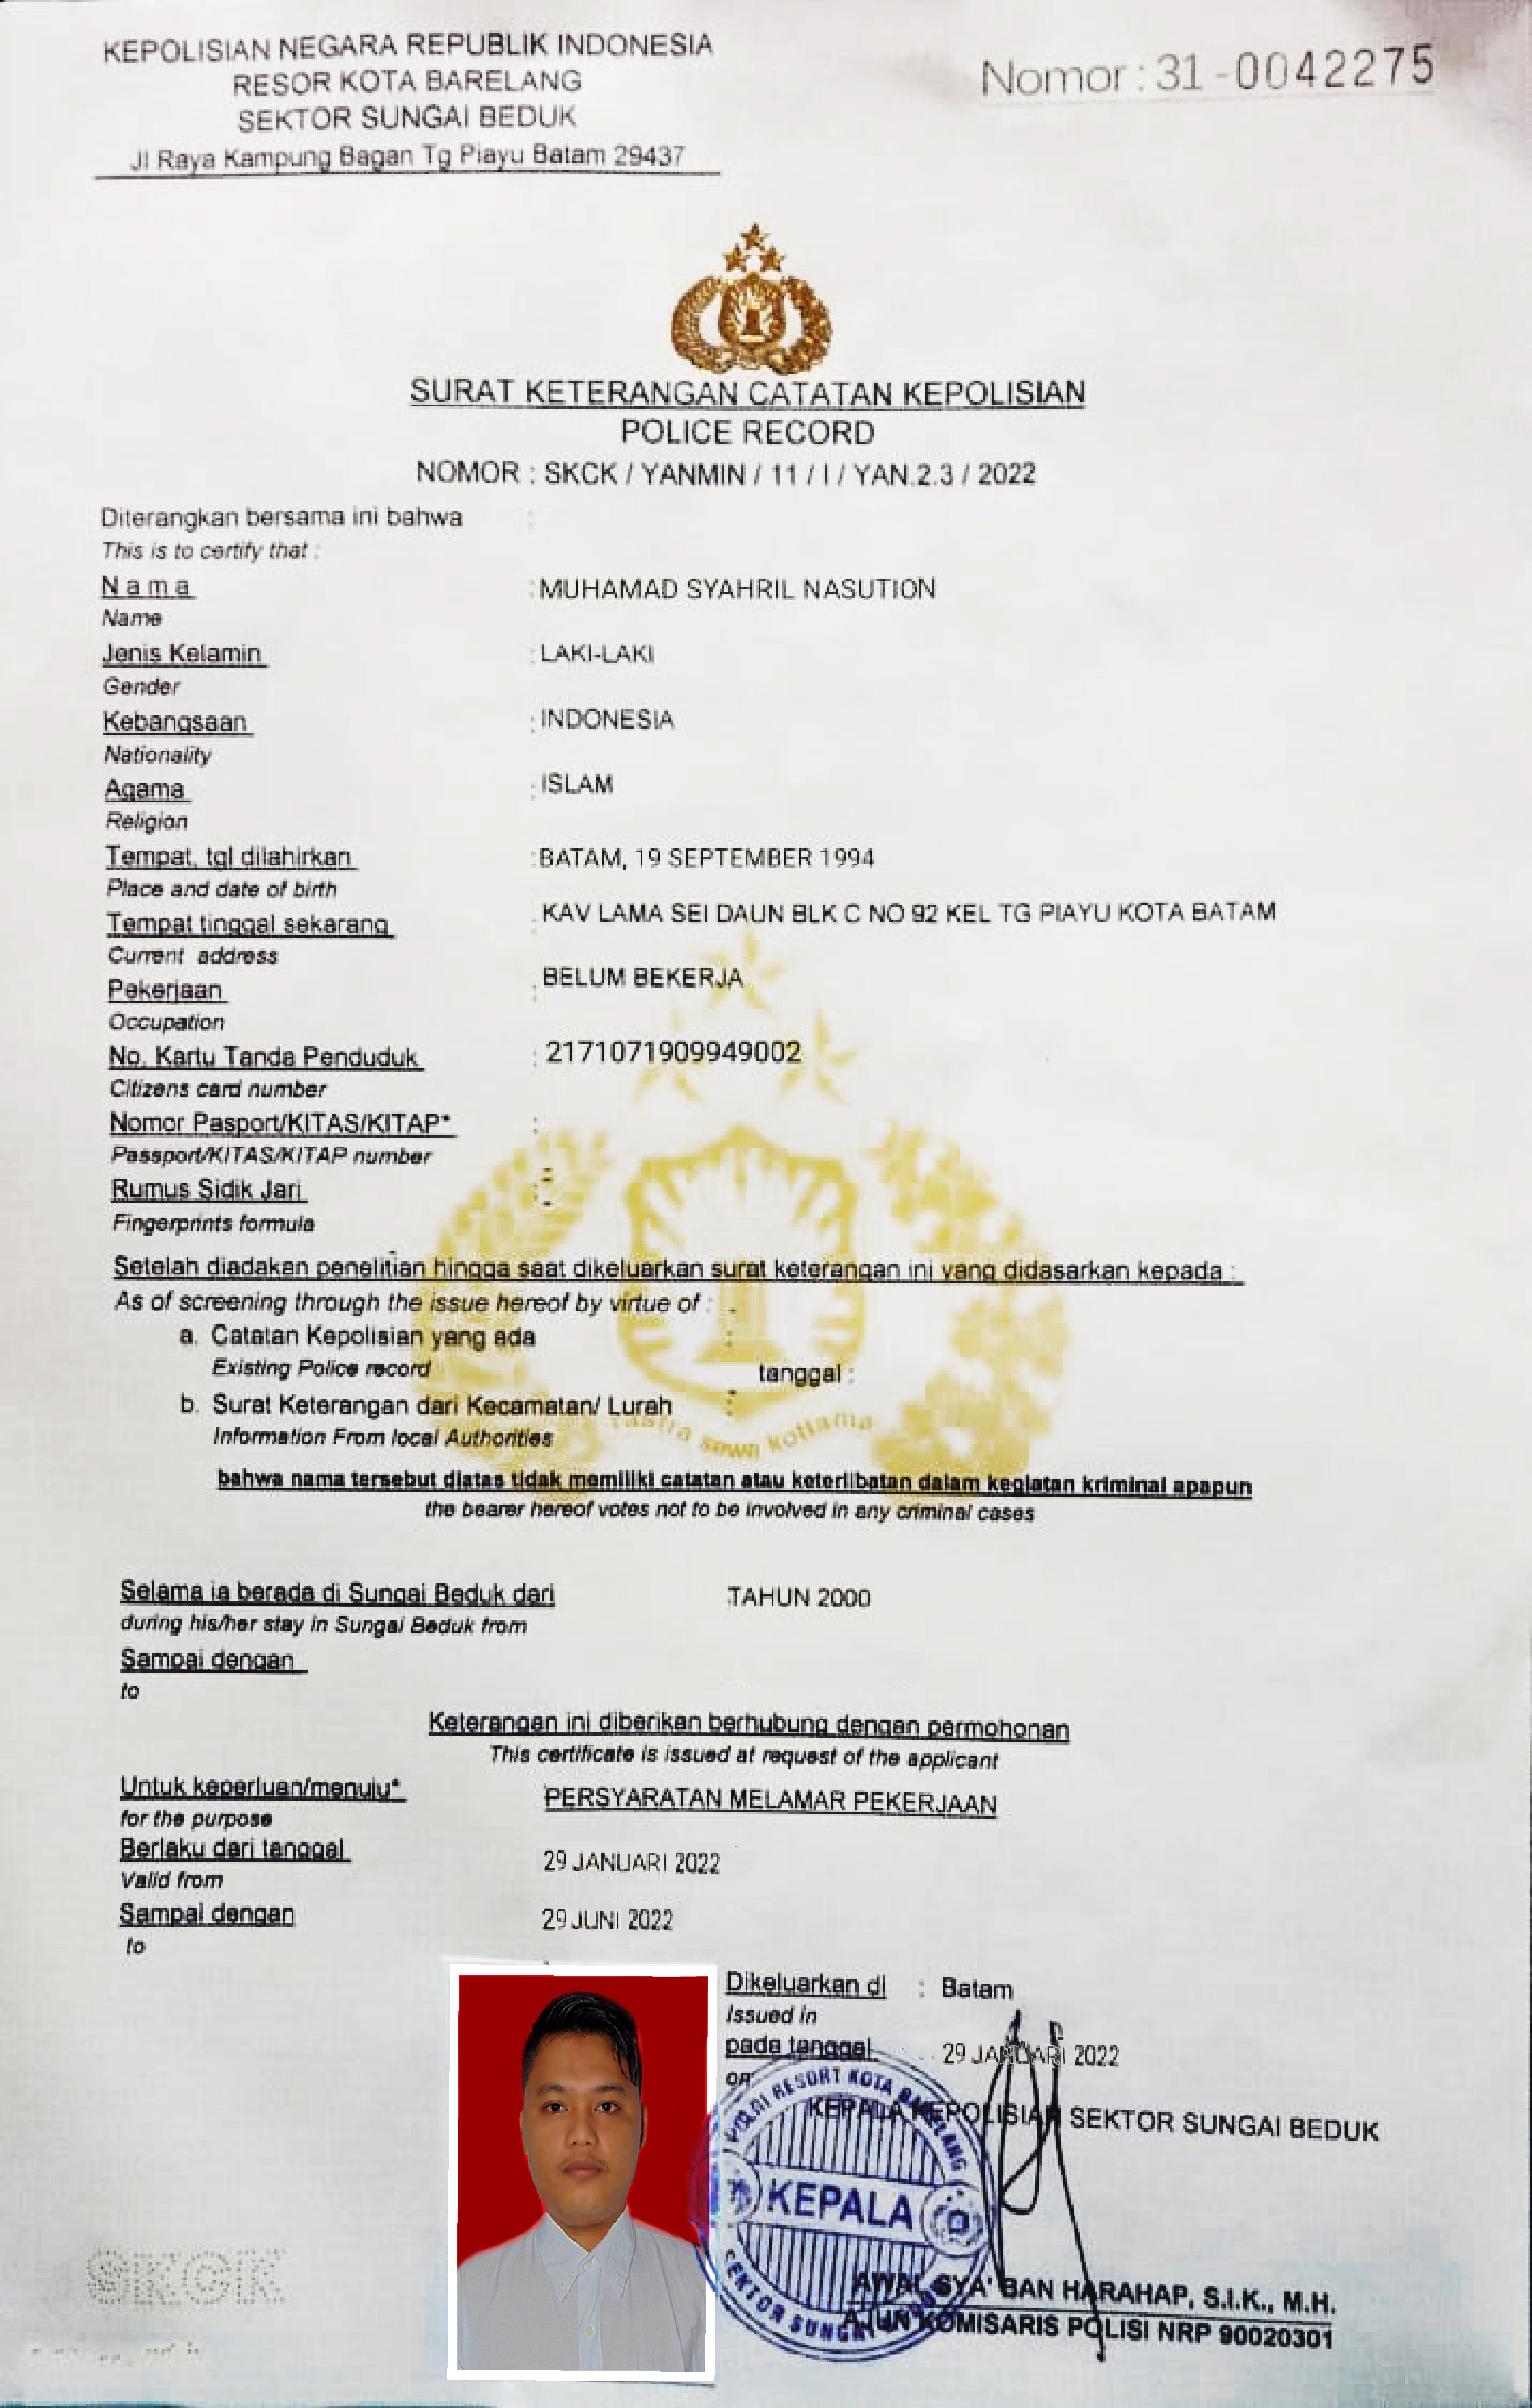 KEPOLISIAN NEGARA REPUBLIK INDONESIA
RESOR KOTA BARELANG
SEKTOR SUNGAI BEDUK
Jl Raya Kampung Bagan Tg Piayu Batam 29437
Nomor : 31-0042275
SURAT KETERANGAN CATATAN KEPOLISIAN
POLICE RECORD
NOMOR : SKCK / YANMIN / 11 / I / YAN.2.3 / 2022
Diterangkan bersama ini bahwa :
This is to certify that :
Nama : MUHAMAD SYAHRIL NASUTION
Name
Jenis Kelamin : LAKI-LAKI
Gender
Kebangsaan : INDONESIA
Nationality
Agama : ISLAM
Religion
Tempat, tgl dilahirkan : BATAM, 19 SEPTEMBER 1994
Place and date of birth
Tempat tinggal sekarang : KAV LAMA SEI DAUN BLK C NO 92 KEL TG PIAYU KOTA BATAM
Current address
Pekerjaan : BELUM BEKERJA
Occupation
No. Kartu Tanda Penduduk : 2171071909949002
Citizens card number
Nomor Pasport/KITAS/KITAP* :
Passport/KITAS/KITAP number
Rumus Sidik Jari :
Fingerprints formula
Setelah diadakan penelitian hingga saat dikeluarkan surat keterangan ini yang didasarkan kepada :
As of screening through the issue hereof by virtue of : -
a. Catatan Kepolisian yang ada :
Existing Police record
tanggal :
b. Surat Keterangan dari Kecamatan/ Lurah :
Information From local Authorities
bahwa nama tersebut diatas tidak memiliki catatan atau keterlibatan dalam kegiatan kriminal apapun
the bearer hereof votes not to be involved in any criminal cases
Selama ia berada di Sungai Beduk dari TAHUN 2000
during his/her stay in Sungai Beduk from
Sampai dengan
to
Keterangan ini diberikan berhubung dengan permohonan
This certificate is issued at request of the applicant
Untuk keperluan/menuju* PERSYARATAN MELAMAR PEKERJAAN
for the purpose
Berlaku dari tanggal 29 JANUARI 2022
Valid from
Sampai dengan 29 JUNI 2022
to
Dikeluarkan di : Batam
Issued in
pada tanggal 29 JANUARI 2022
on
KEPALA KEPOLISIAN SEKTOR SUNGAI BEDUK
POLRI RESORT KOTA BARELANG
KEPALA
SEKTOR SUNGAI
AWAL SYA'BAN HARAHAP, S.I.K., M.H.
AJUN KOMISARIS POLISI NRP 90020301
SKCK